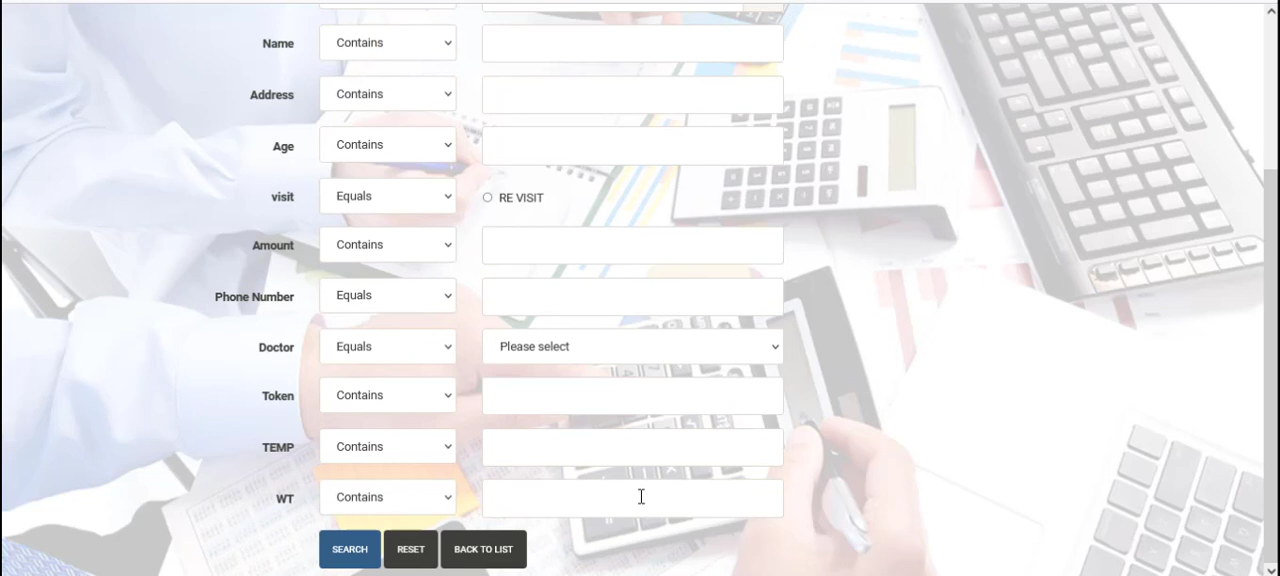 Name Contains
Address Contains
Age Contains
visit Equals RE VISIT
Amount Contains
Phone Number Equals
Doctor Equals Please select
Token Contains
TEMP Contains
WT Contains
SEARCH RESET BACK TO LIST